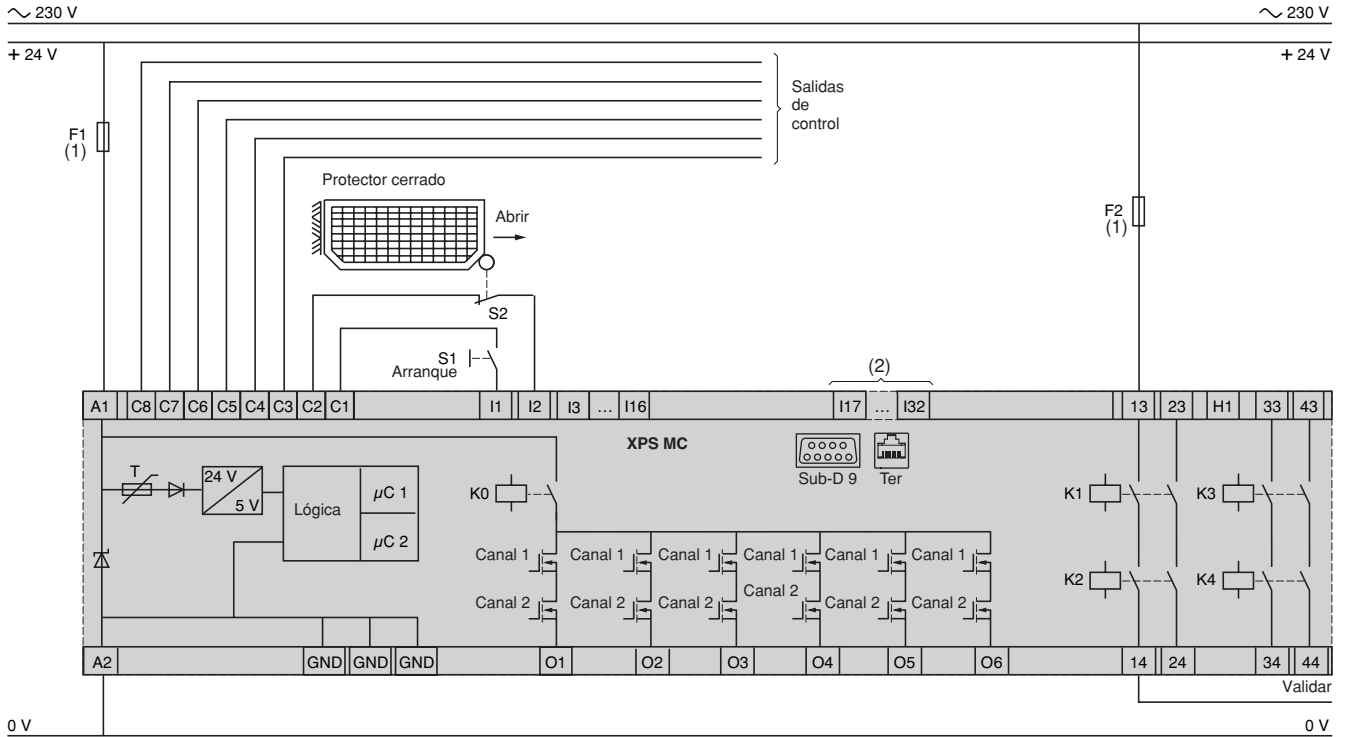 230 V 230 V
+ 24 V + 24 V
Salidas
de
control
F1
(1)
Protector cerrado
Abrir
F2
(1)
S2
S1
Arranque
(2)
A1 C8 C7 C6 C5 C4 C3 C2 C1 I1 I2 I3 ... I16 I17 ... I32 13 23 H1 33 43
XPS MC
Sub-D 9 Ter
T
24 V
5 V
Lógica
µC 1
µC 2
K0 K1 K3
Canal 1 Canal 1 Canal 1 Canal 1 Canal 1 Canal 1
K2 K4
Canal 2 Canal 2 Canal 2 Canal 2 Canal 2 Canal 2
A2 GND GND GND O1 O2 O3 O4 O5 O6 14 24 34 44
Validar
0 V 0 V